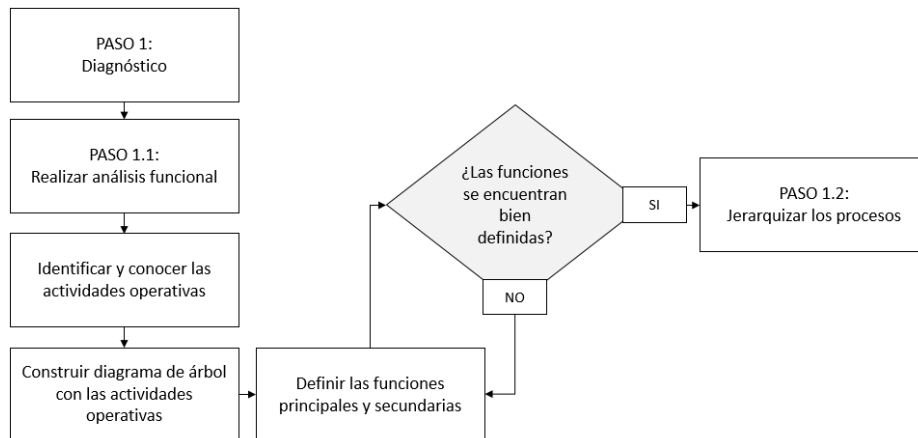 PASO 1:
Diagnóstico
PASO 1.1:
Realizar análisis funcional
Identificar y conocer las
actividades operativas
Construir diagrama de árbol
con las actividades
operativas
Definir las funciones
principales y secundarias
¿Las funciones
se encuentran
bien
definidas?
SI
NO
PASO 1.2:
Jerarquizar los procesos